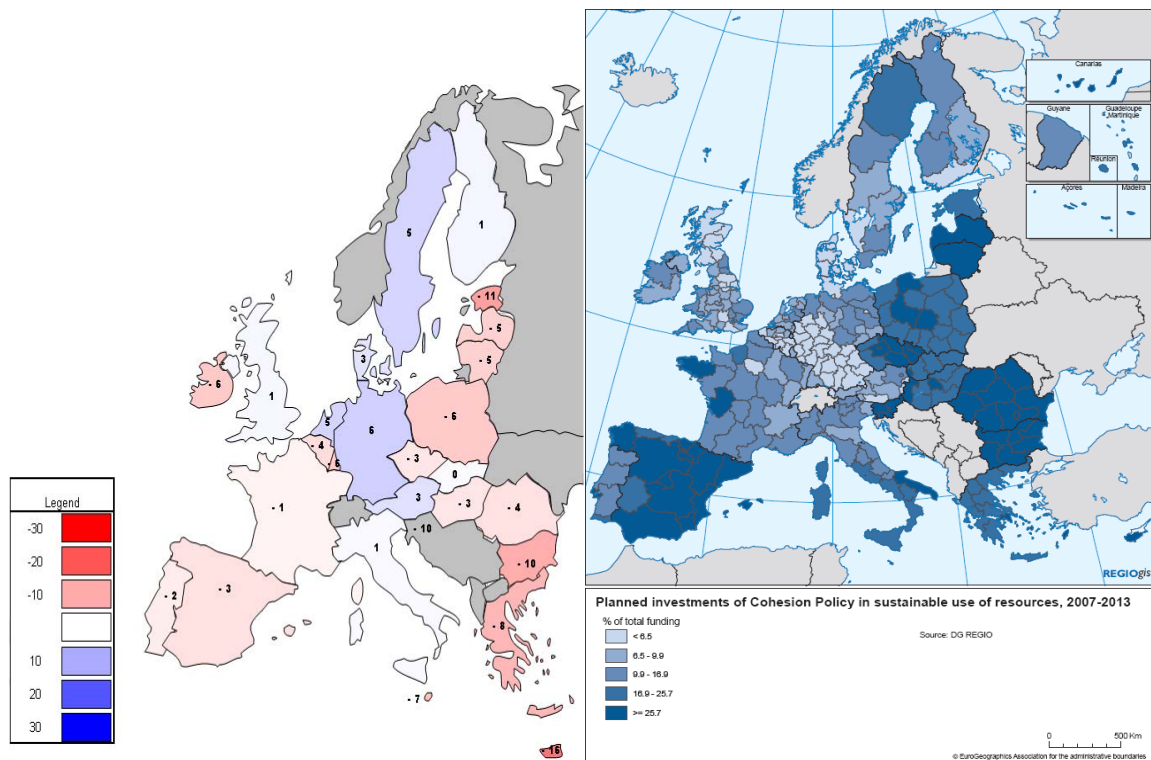 5
1
- 11
- 5
- 5
3
- 6
1
5
6
- 6
- 4
- 5
- 3
0
3
- 3
- 4
- 1
- 10
1
- 10
- 2
- 3
- 8
- 7
- 16
Legend
-30
-20
-10
10
20
30
Canarias
Guyane
Guadeloupe
Martinique
Réunion
Açores
Madeira
REGIOgis
Planned investments of Cohesion Policy in sustainable use of resources, 2007-2013
% of total funding
Source: DG REGIO
< 6.5
6.5 - 9.9
9.9 - 16.9
16.9 - 25.7
>= 25.7
0 500 Km
© EuroGeographics Association for the administrative boundaries